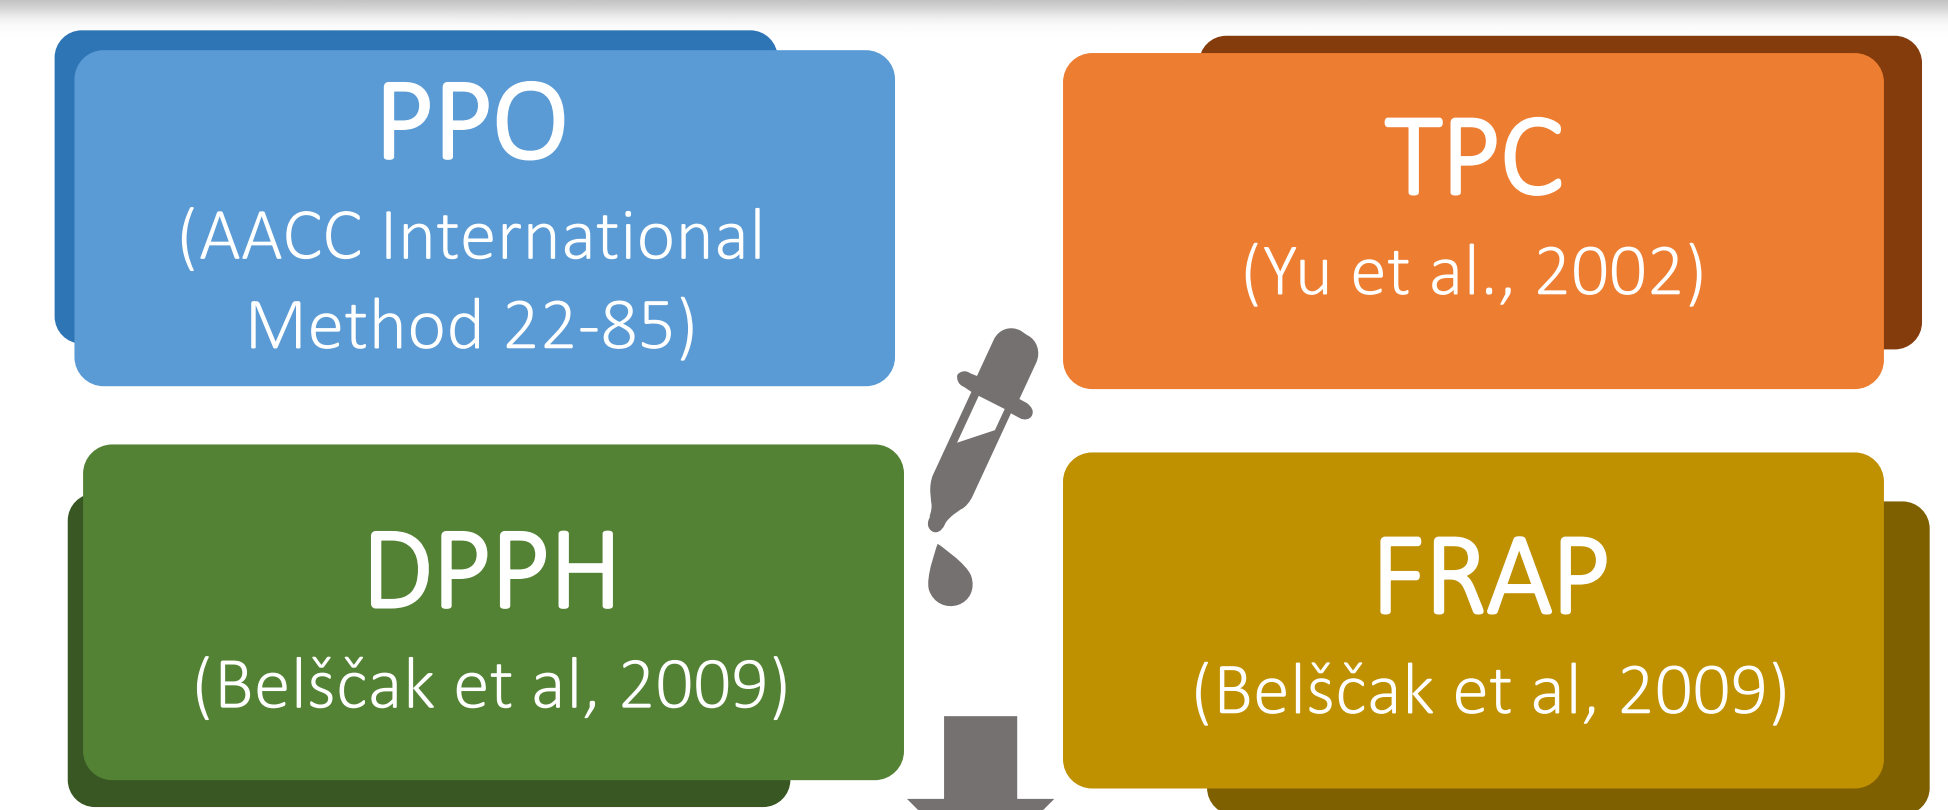 PPO
(AACC International
Method 22-85)
TPC
(Yu et al., 2002)
DPPH
(Belščak et al, 2009)
FRAP
(Belščak et al, 2009)